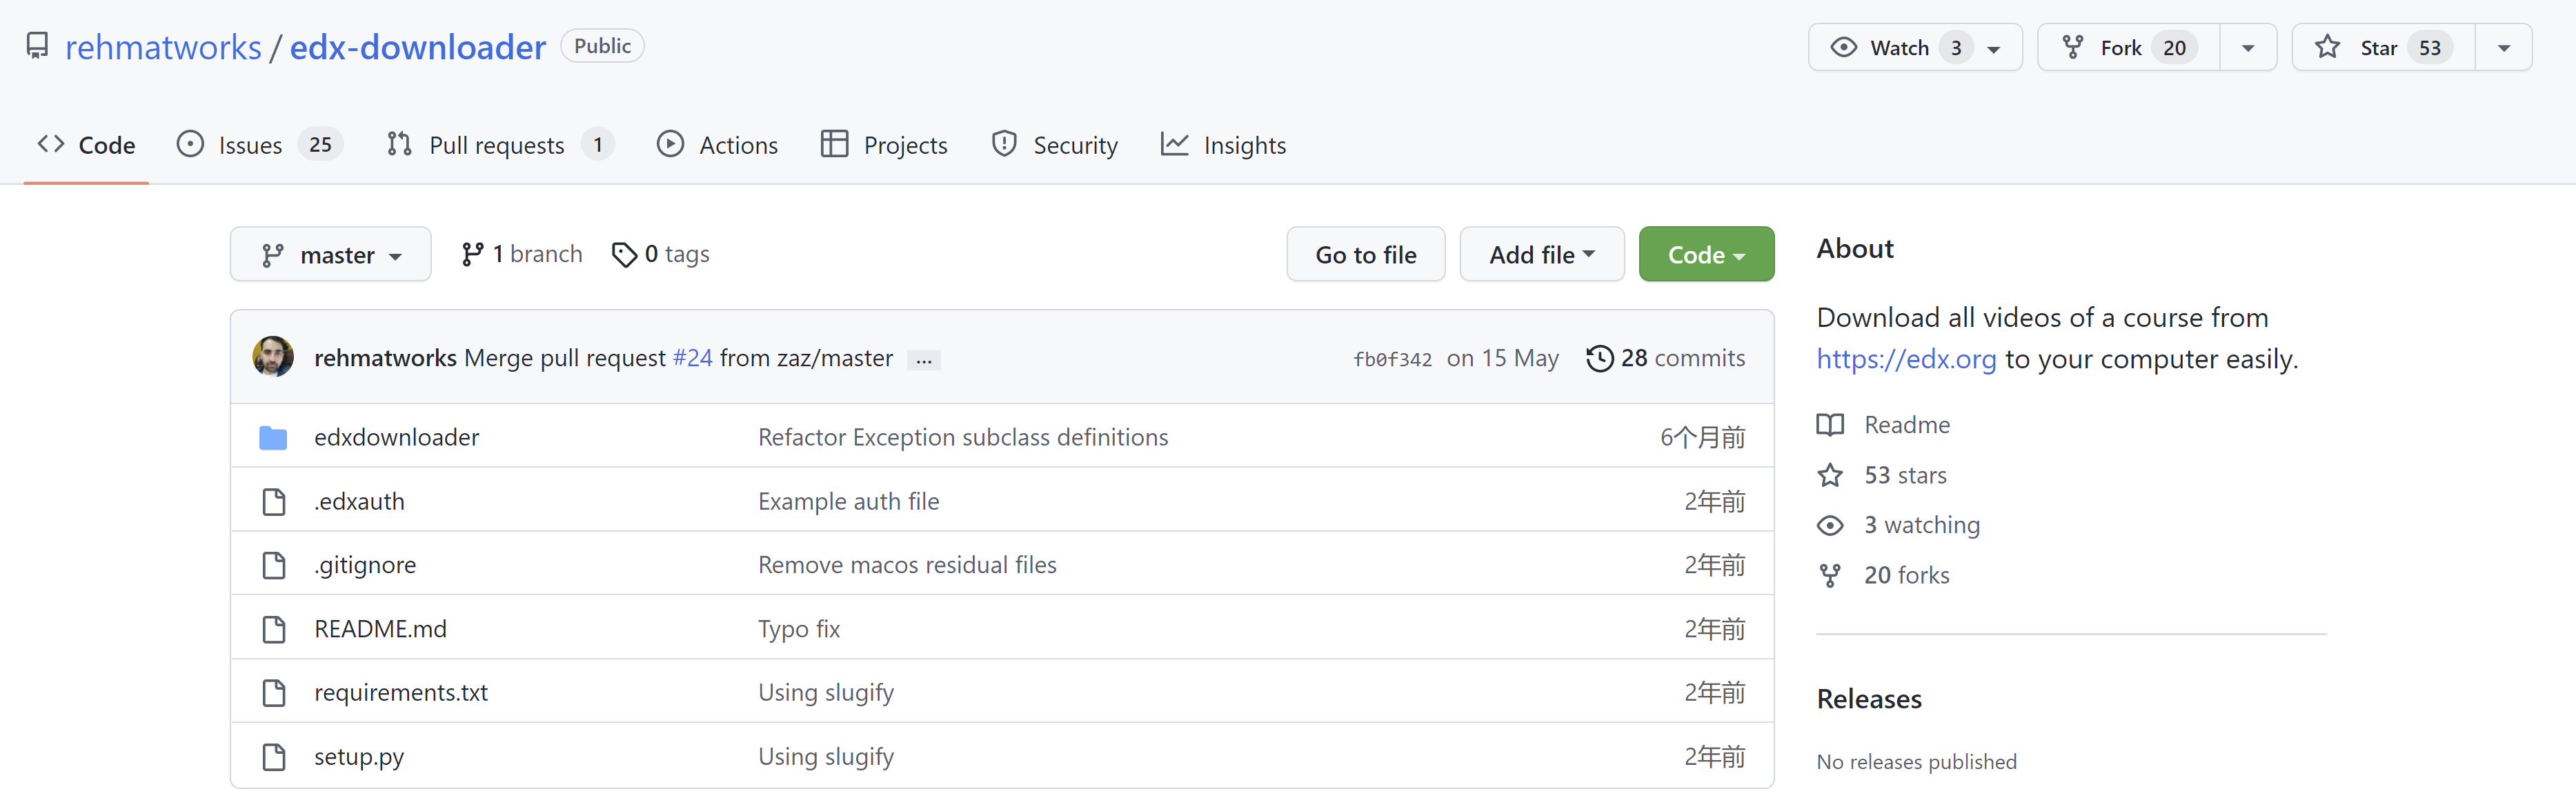 rehmatworks / edx-downloader Public Watch 3 Fork 20 Star 53
Code Issues 25 Pull requests 1 Actions Projects Security Insights
master 1 branch 0 tags Go to file Add file Code
rehmatworks Merge pull request #24 from zaz/master ... fb0f342 on 15 May 28 commits
edxdownloader Refactor Exception subclass definitions 6个月前
.edxauth Example auth file 2年前
.gitignore Remove macos residual files 2年前
README.md Typo fix 2年前
requirements.txt Using slugify 2年前
setup.py Using slugify 2年前
About
Download all videos of a course from
https://edx.org to your computer easily.
Readme
53 stars
3 watching
20 forks
Releases
No releases published